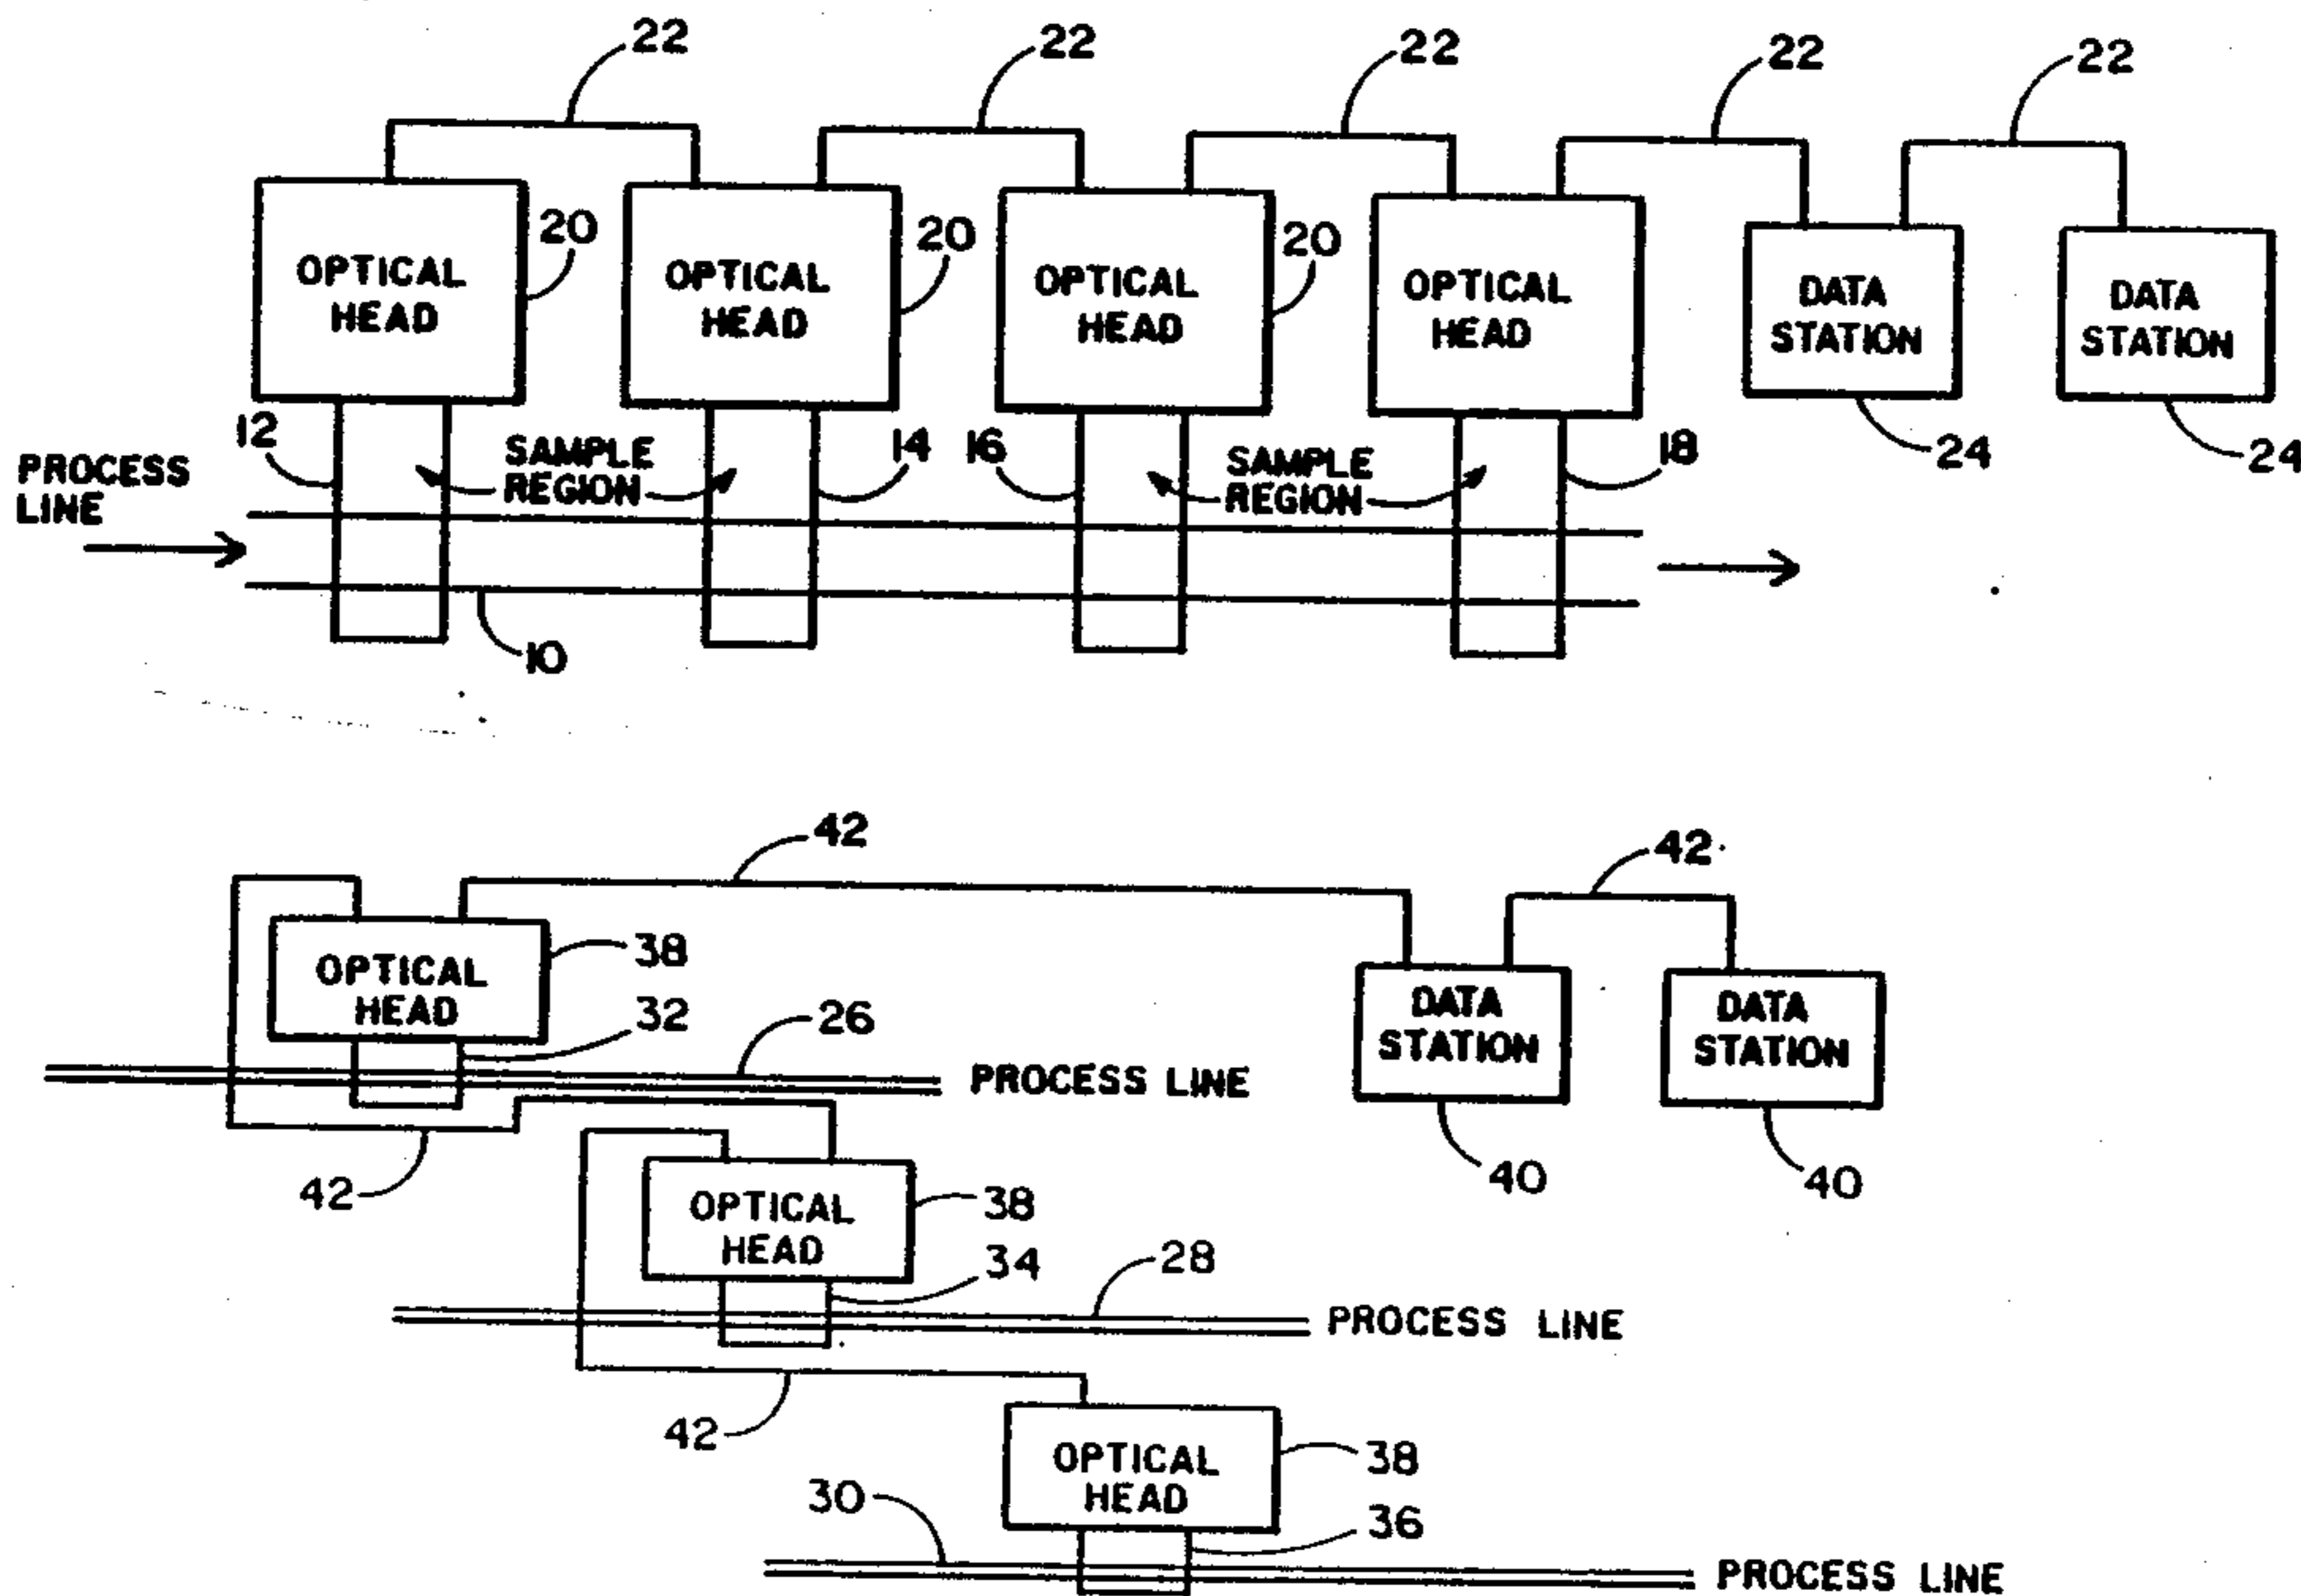 22
22
22
22
22
OPTICAL
HEAD
20
OPTICAL
HEAD
20
OPTICAL
HEAD
20
OPTICAL
HEAD
DATA
STATION
24
DATA
STATION
24
PROCESS
LINE
12
SAMPLE
REGION
14
16
SAMPLE
REGION
18
10
42
42
OPTICAL
HEAD
38
32
26
PROCESS LINE
DATA
STATION
40
DATA
STATION
40
42
OPTICAL
HEAD
38
34
28
PROCESS LINE
42
OPTICAL
HEAD
38
36
30
PROCESS LINE